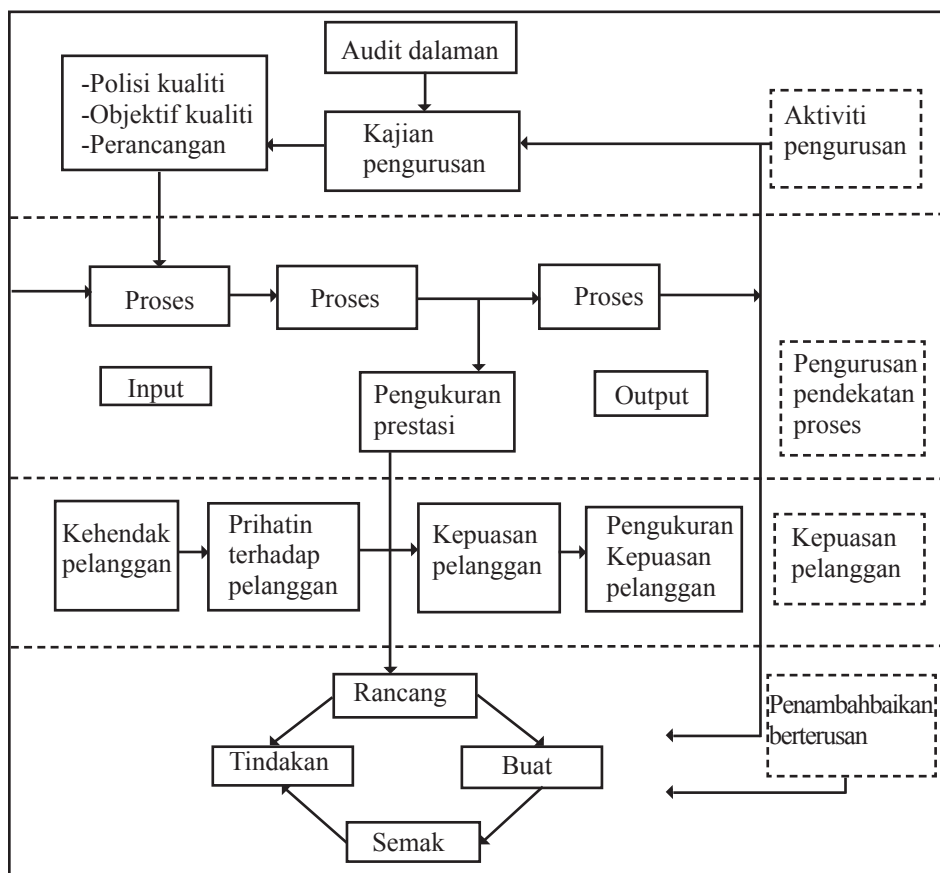 Audit dalaman
-Polisi kualiti
-Objektif kualiti
-Perancangan
Kajian
pengurusan
Aktiviti
pengurusan
Proses
Proses
Proses
Input
Pengukuran
prestasi
Output
Pengurusan
pendekatan
proses
Kehendak
pelanggan
Prihatin
terhadap
pelanggan
Kepuasan
pelanggan
Pengukuran
Kepuasan
pelanggan
Kepuasan
pelanggan
Rancang
Tindakan
Buat
Semak
Penambahbaikan
berterusan